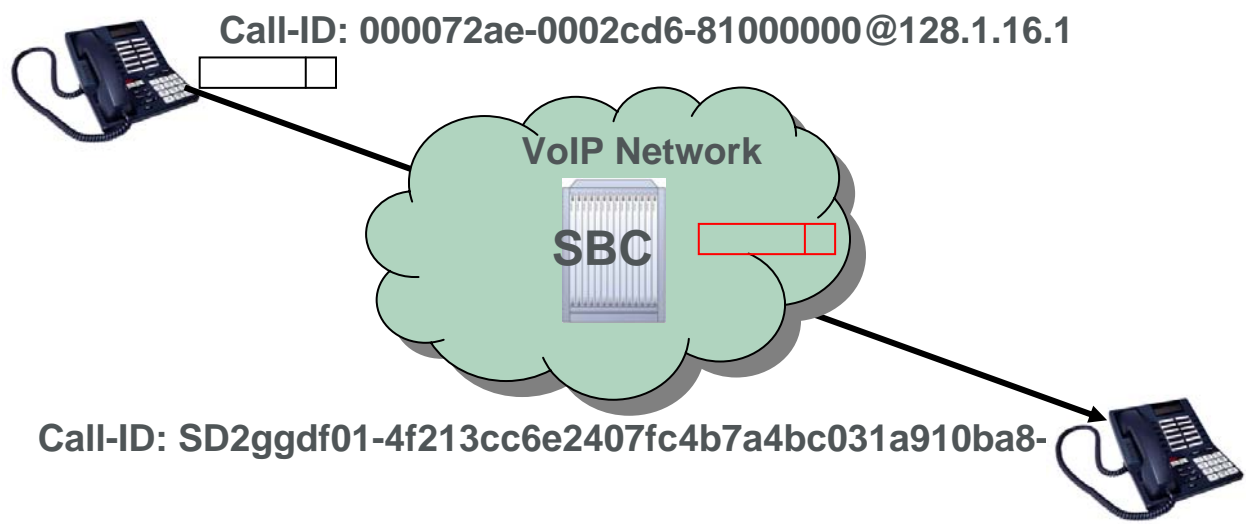 Call-ID: 000072ae-0002cd6-81000000@128.1.16.1
VoIP Network
SBC
Call-ID: SD2ggdf01-4f213cc6e2407fc4b7a4bc031a910ba8-